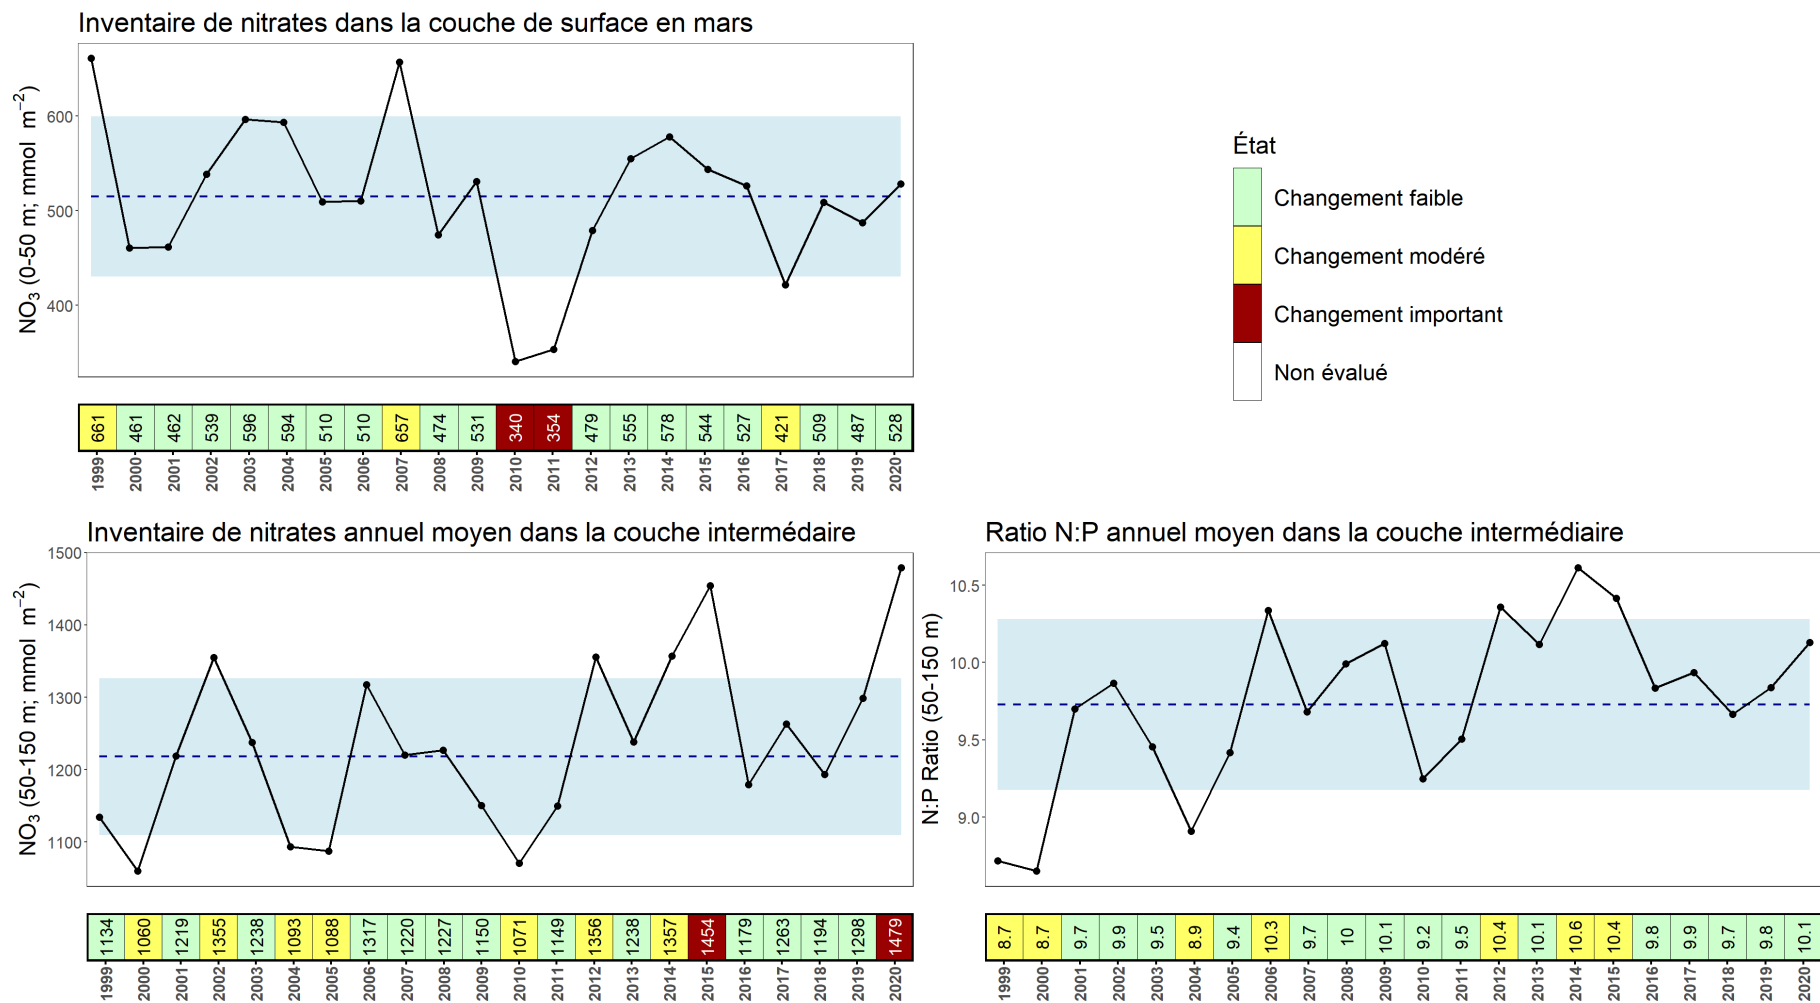 Inventaire de nitrates dans la couche de surface en mars
NO3 (0-50 m; mmol m−2)
600
500
400
661 461 462 539 596 594 510 510 657 474 531 340 354 479 555 578 544 527 421 509 487 528
1999 2000 2001 2002 2003 2004 2005 2006 2007 2008 2009 2010 2011 2012 2013 2014 2015 2016 2017 2018 2019 2020
État
Changement faible
Changement modéré
Changement important
Non évalué
Inventaire de nitrates annuel moyen dans la couche intermédaire
NO3 (50-150 m; mmol m−2)
1500
1400
1300
1200
1100
1134 1060 1219 1355 1238 1093 1088 1317 1220 1227 1150 1071 1149 1356 1238 1357 1454 1179 1263 1194 1298 1479
1999 2000 2001 2002 2003 2004 2005 2006 2007 2008 2009 2010 2011 2012 2013 2014 2015 2016 2017 2018 2019 2020
Ratio N:P annuel moyen dans la couche intermédiaire
N:P Ratio (50-150 m)
10.5
10.0
9.5
9.0
8.7 8.7 9.7 9.9 9.5 8.9 9.4 10.3 9.7 10 10.1 9.2 9.5 10.4 10.1 10.6 10.4 9.8 9.9 9.7 9.8 10.1
1999 2000 2001 2002 2003 2004 2005 2006 2007 2008 2009 2010 2011 2012 2013 2014 2015 2016 2017 2018 2019 2020